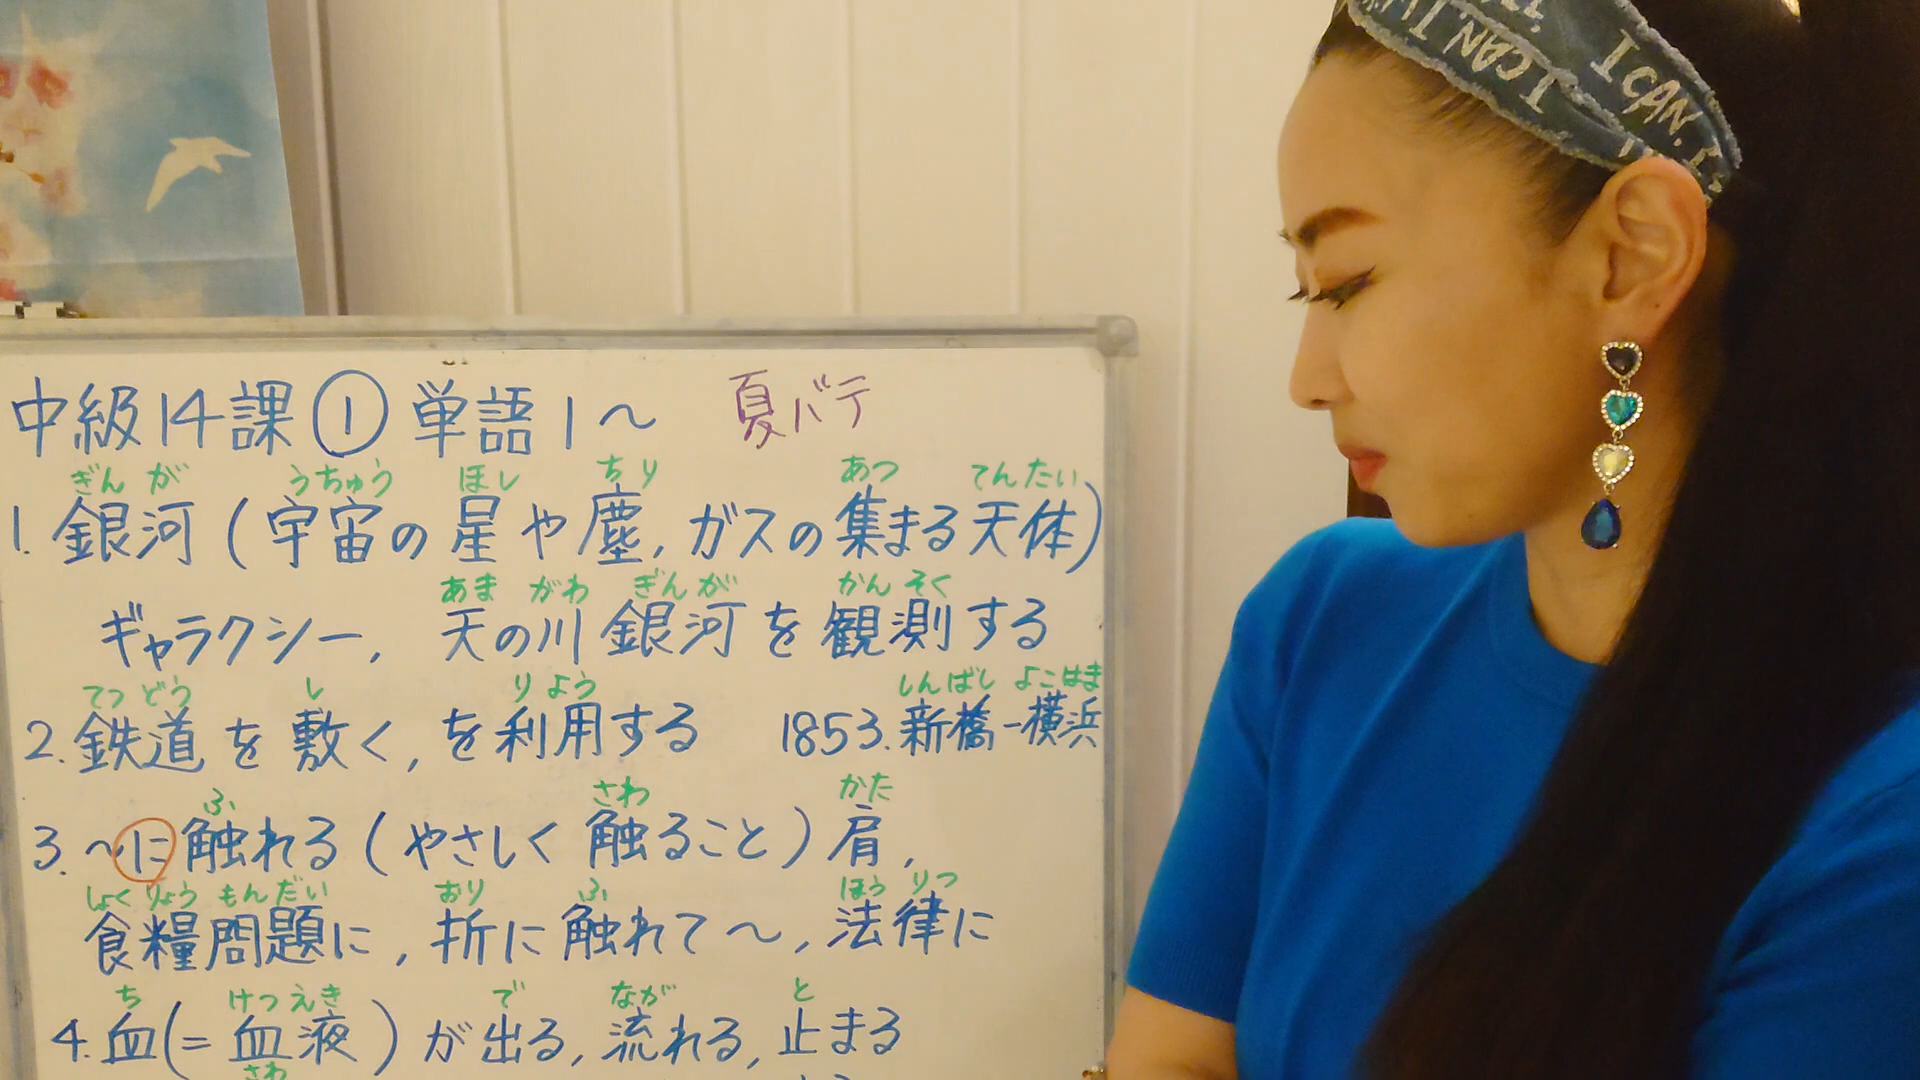 中級14課①単語1〜 夏バテ
ぎんが うちゅう ほし ちり あつ てんたい
1.銀河(宇宙の星や塵,ガスの集まる天体)
あま がわ ぎんが かんそく
ギャラクシー, 天の川銀河を観測する
てつどう し りよう しんばし よこはま
2.鉄道を敷く,を利用する 1853.新橋-横浜
ふ さわ かた
3.〜に触れる(やさしく触ること)肩,
しょくりょう もんだい おり ふ ほうりつ
食糧問題に,折に触れて〜,法律に
ち けつえき で なが と
4.血(=血液)が出る,流れる,止まる
さわ
I CAN.
I CAN.
I CAN.